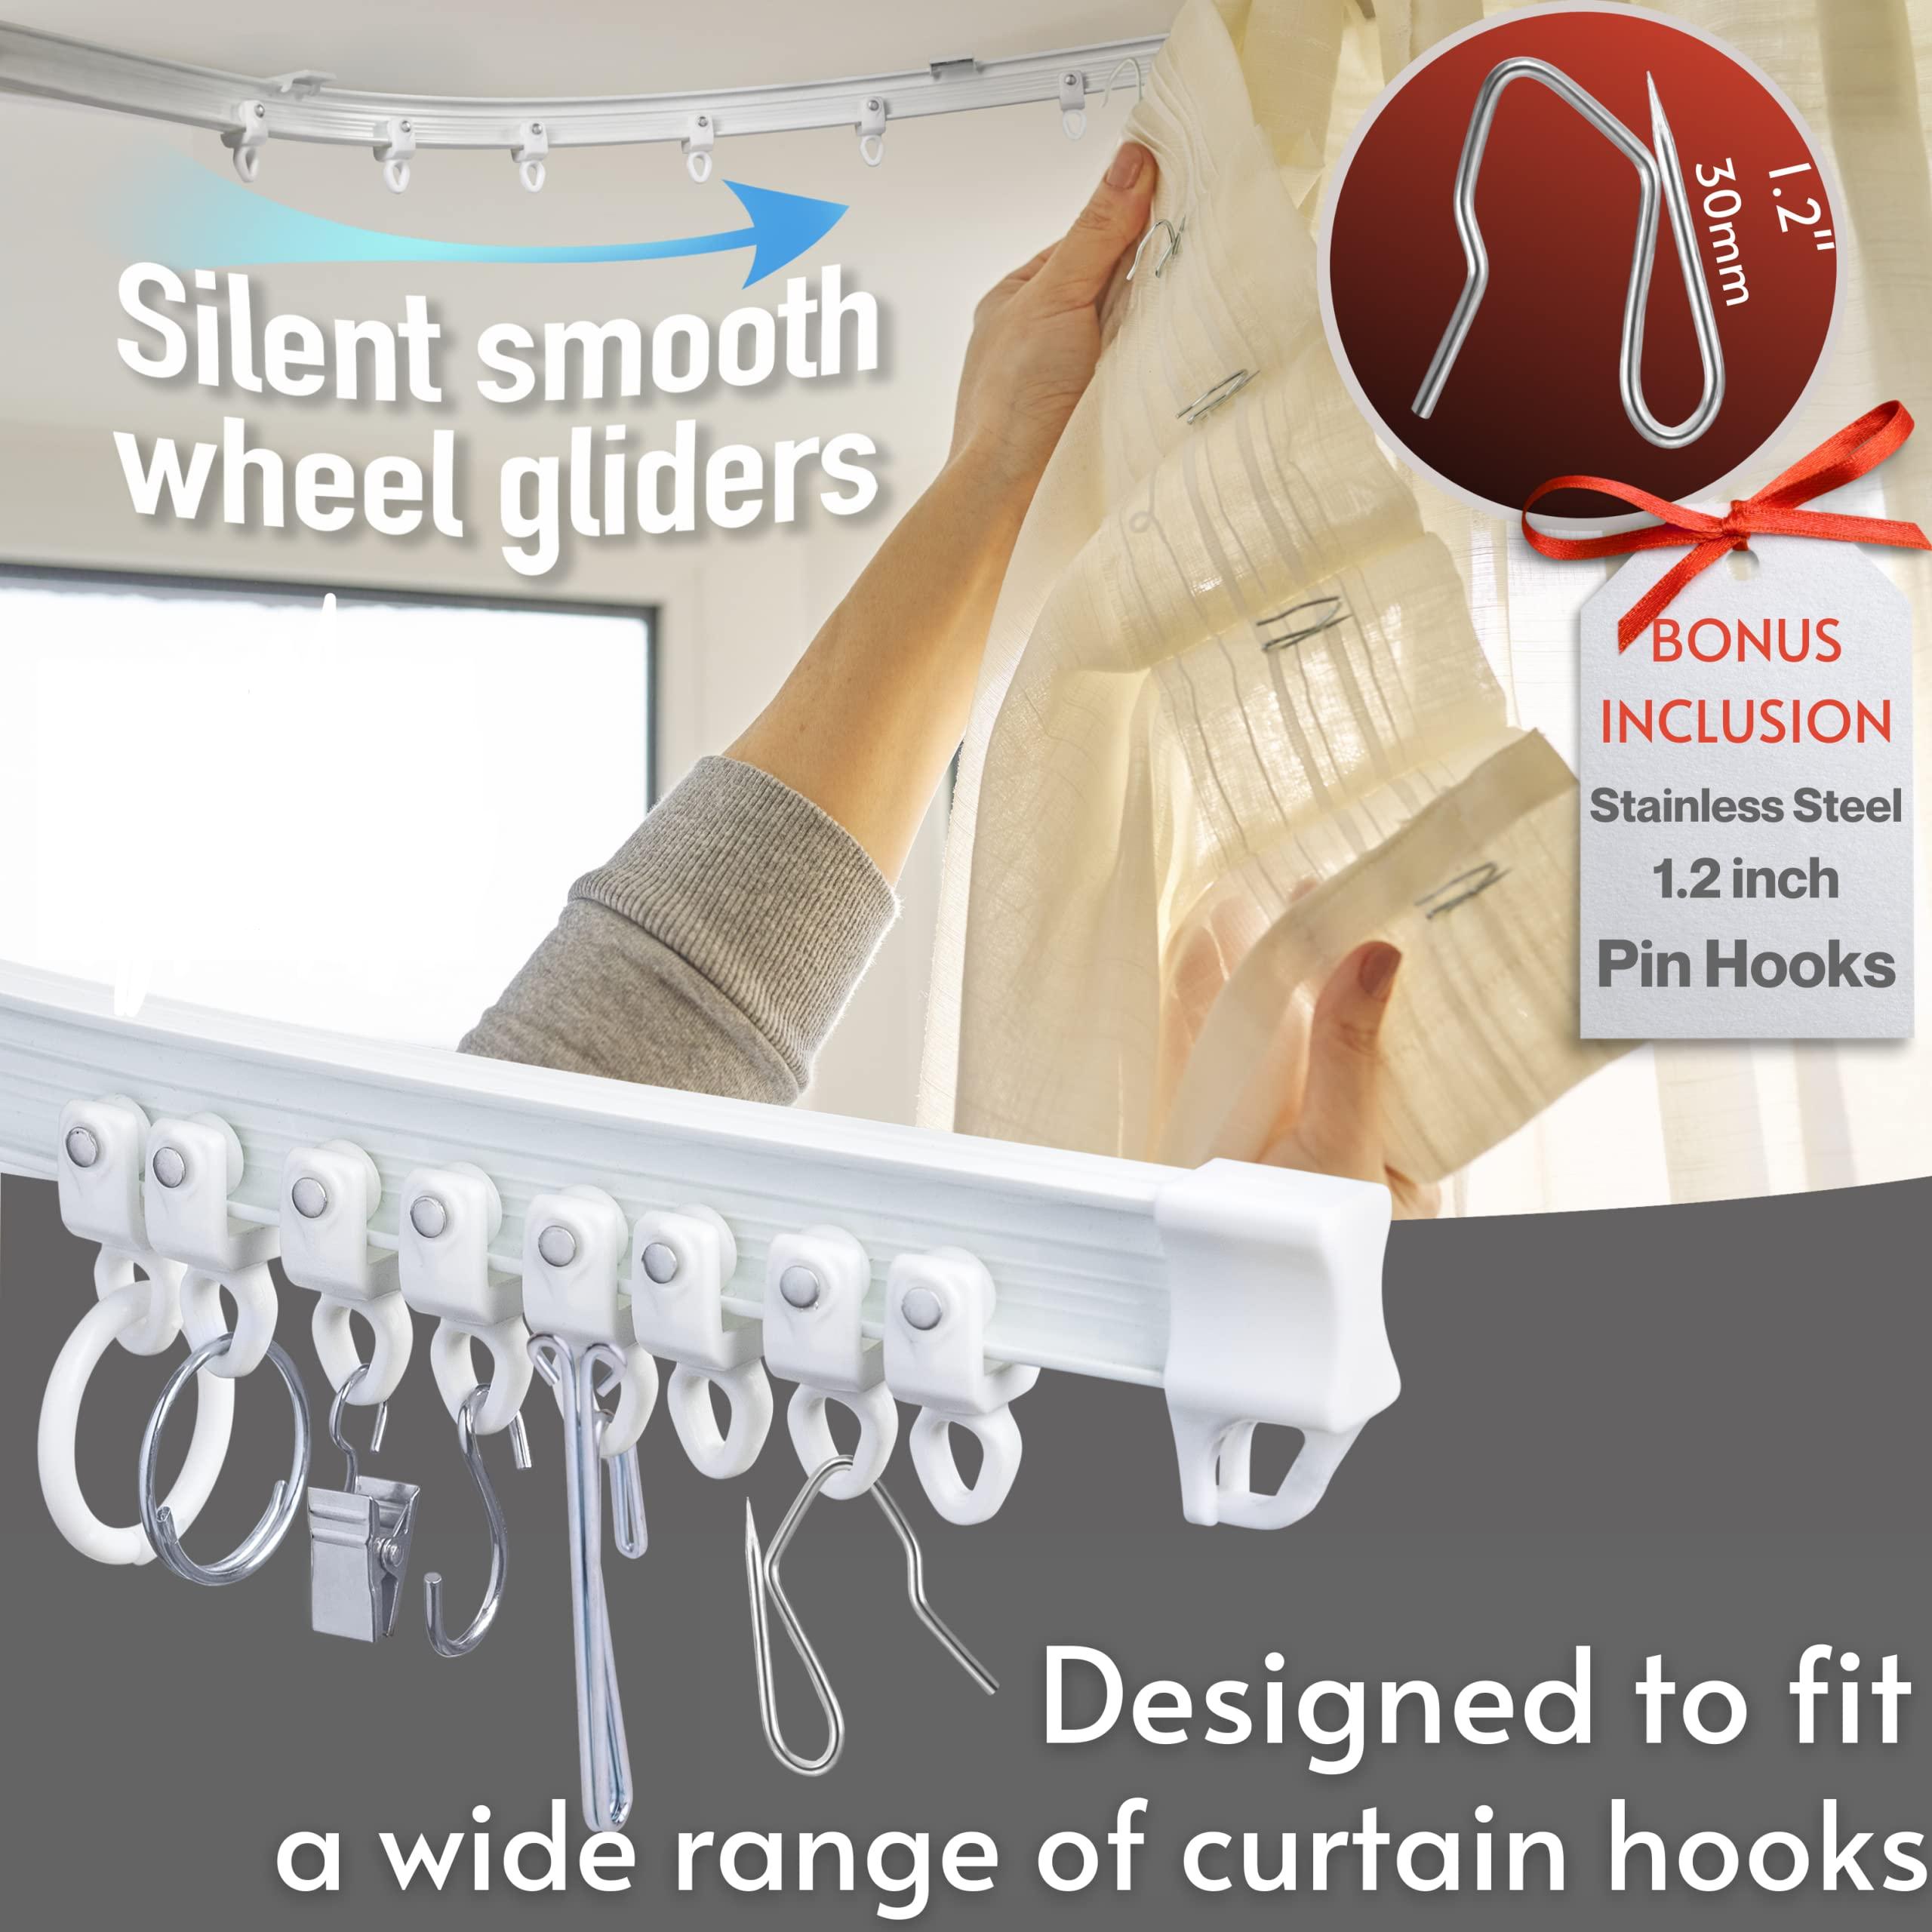 Silent smooth
wheel gliders
1.2"
30mm
BONUS
INCLUSION
Stainless Steel
1.2 inch
Pin Hooks
Designed to fit
a wide range of curtain hooks